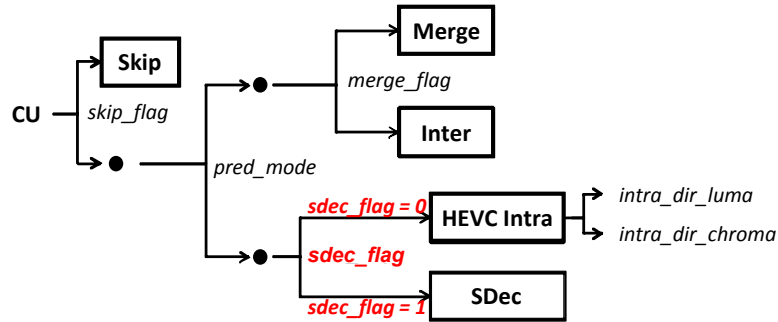 Merge
Skip
merge_flag
CU
skip_flag
Inter
pred_mode
sdec_flag = 0
HEVC Intra
intra_dir_luma
intra_dir_chroma
sdec_flag
SDec
sdec_flag = 1